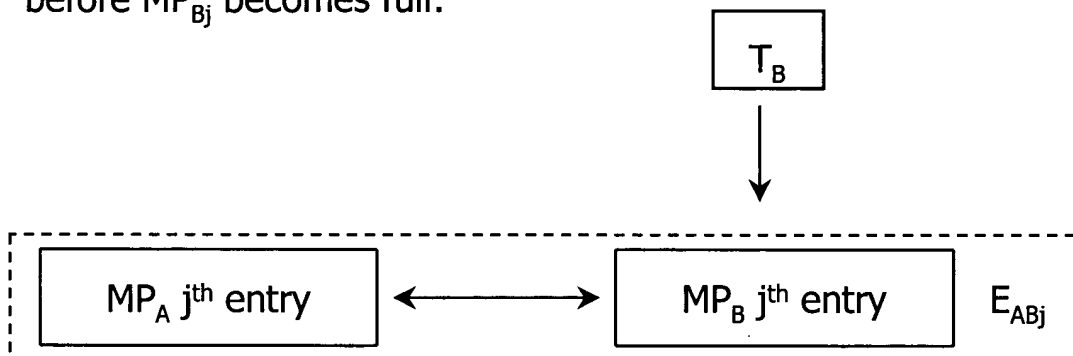 before MP_Bj becomes full.
T_B
MP_A j^th entry MP_B j^th entry E_ABj